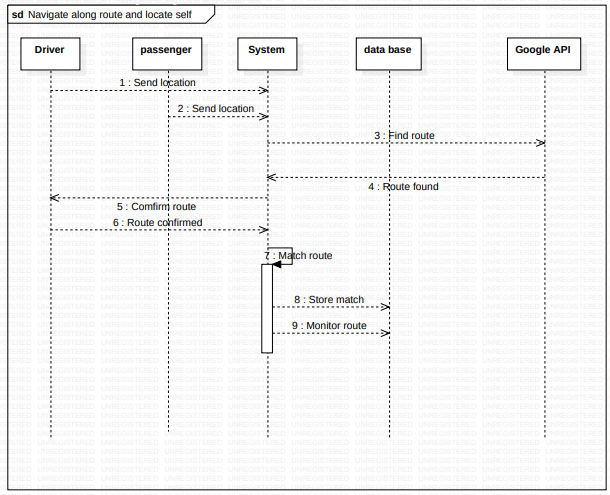 sd Navigate along route and locate self
Driver
passenger
System
data base
Google API
1 : Send location
2 : Send location
3 : Find route
4 : Route found
5 : Comfirm route
6 : Route confirmed
7 : Match route
8 : Store match
9 : Monitor route